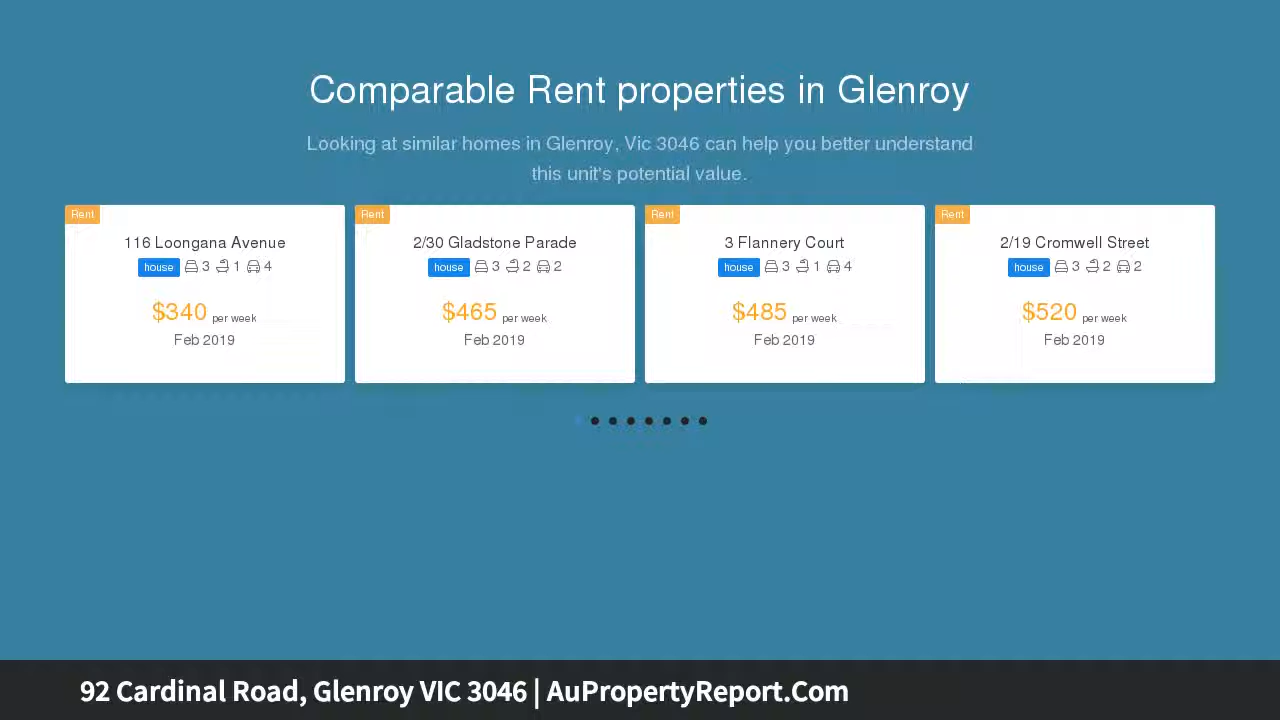 Comparable Rent properties in Glenroy
Looking at similar homes in Glenroy, Vic 3046 can help you better understand
this unit's potential value.
Rent
116 Loongana Avenue
house 3 1 4
$340 per week
Feb 2019
Rent
2/30 Gladstone Parade
house 3 2 2
$465 per week
Feb 2019
Rent
3 Flannery Court
house 3 1 4
$485 per week
Feb 2019
Rent
2/19 Cromwell Street
house 3 2 2
$520 per week
Feb 2019
92 Cardinal Road, Glenroy VIC 3046 | AuPropertyReport.Com